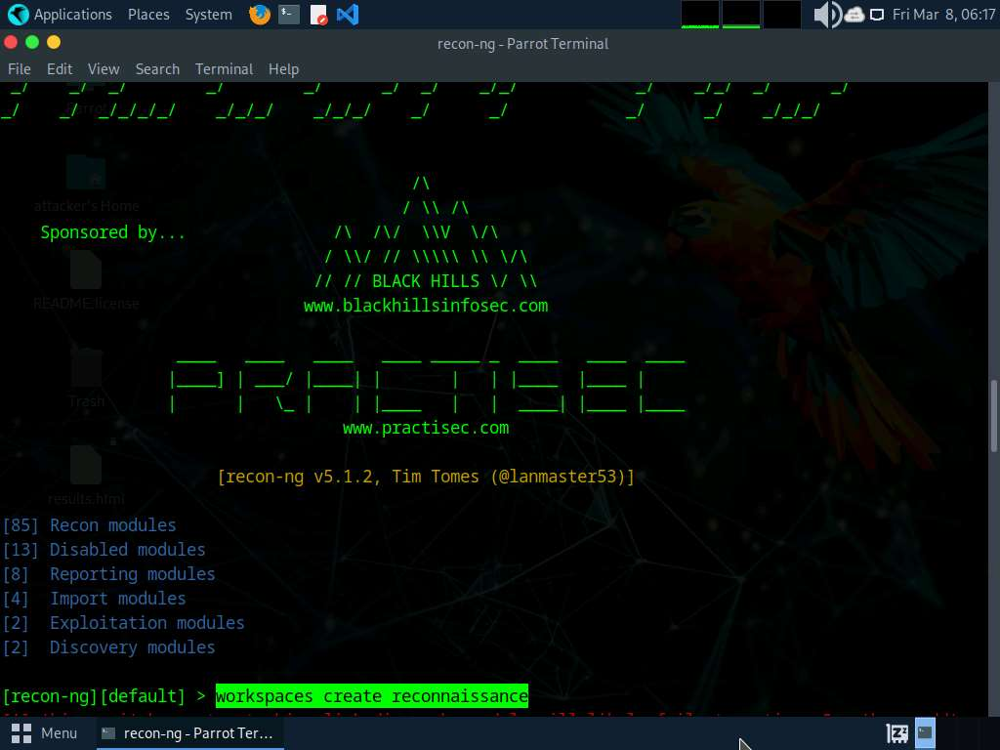 Applications Places System Fri Mar 8, 06:17
recon-ng - Parrot Terminal
File Edit View Search Terminal Help
attacker's Home
Sponsored by...
README.license
// // BLACK HILLS \/ \\
www.blackhillsinfosec.com
Trash
PRACTISEC
www.practisec.com
[recon-ng v5.1.2, Tim Tomes (@lanmaster53)]
results.html
[85] Recon modules
[13] Disabled modules
[8] Reporting modules
[4] Import modules
[2] Exploitation modules
[2] Discovery modules
[recon-ng][default] > workspaces create reconnaissance
Menu recon-ng - Parrot Ter...